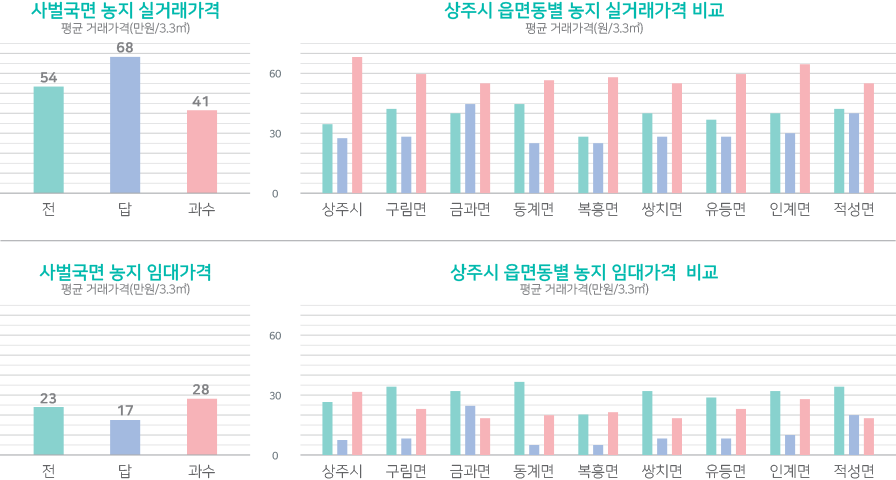 사벌국면 농지 실거래가격
평균 거래가격(만원/3.3㎡)
68
54
41
전 답 과수
상주시 읍면동별 농지 실거래가격 비교
평균 거래가격(원/3.3㎡)
60
30
0
상주시 구림면 금과면 동계면 복흥면 쌍치면 유등면 인계면 적성면
사벌국면 농지 임대가격
평균 거래가격(만원/3.3㎡)
23
17
28
전 답 과수
상주시 읍면동별 농지 임대가격 비교
평균 거래가격(만원/3.3㎡)
60
30
0
상주시 구림면 금과면 동계면 복흥면 쌍치면 유등면 인계면 적성면